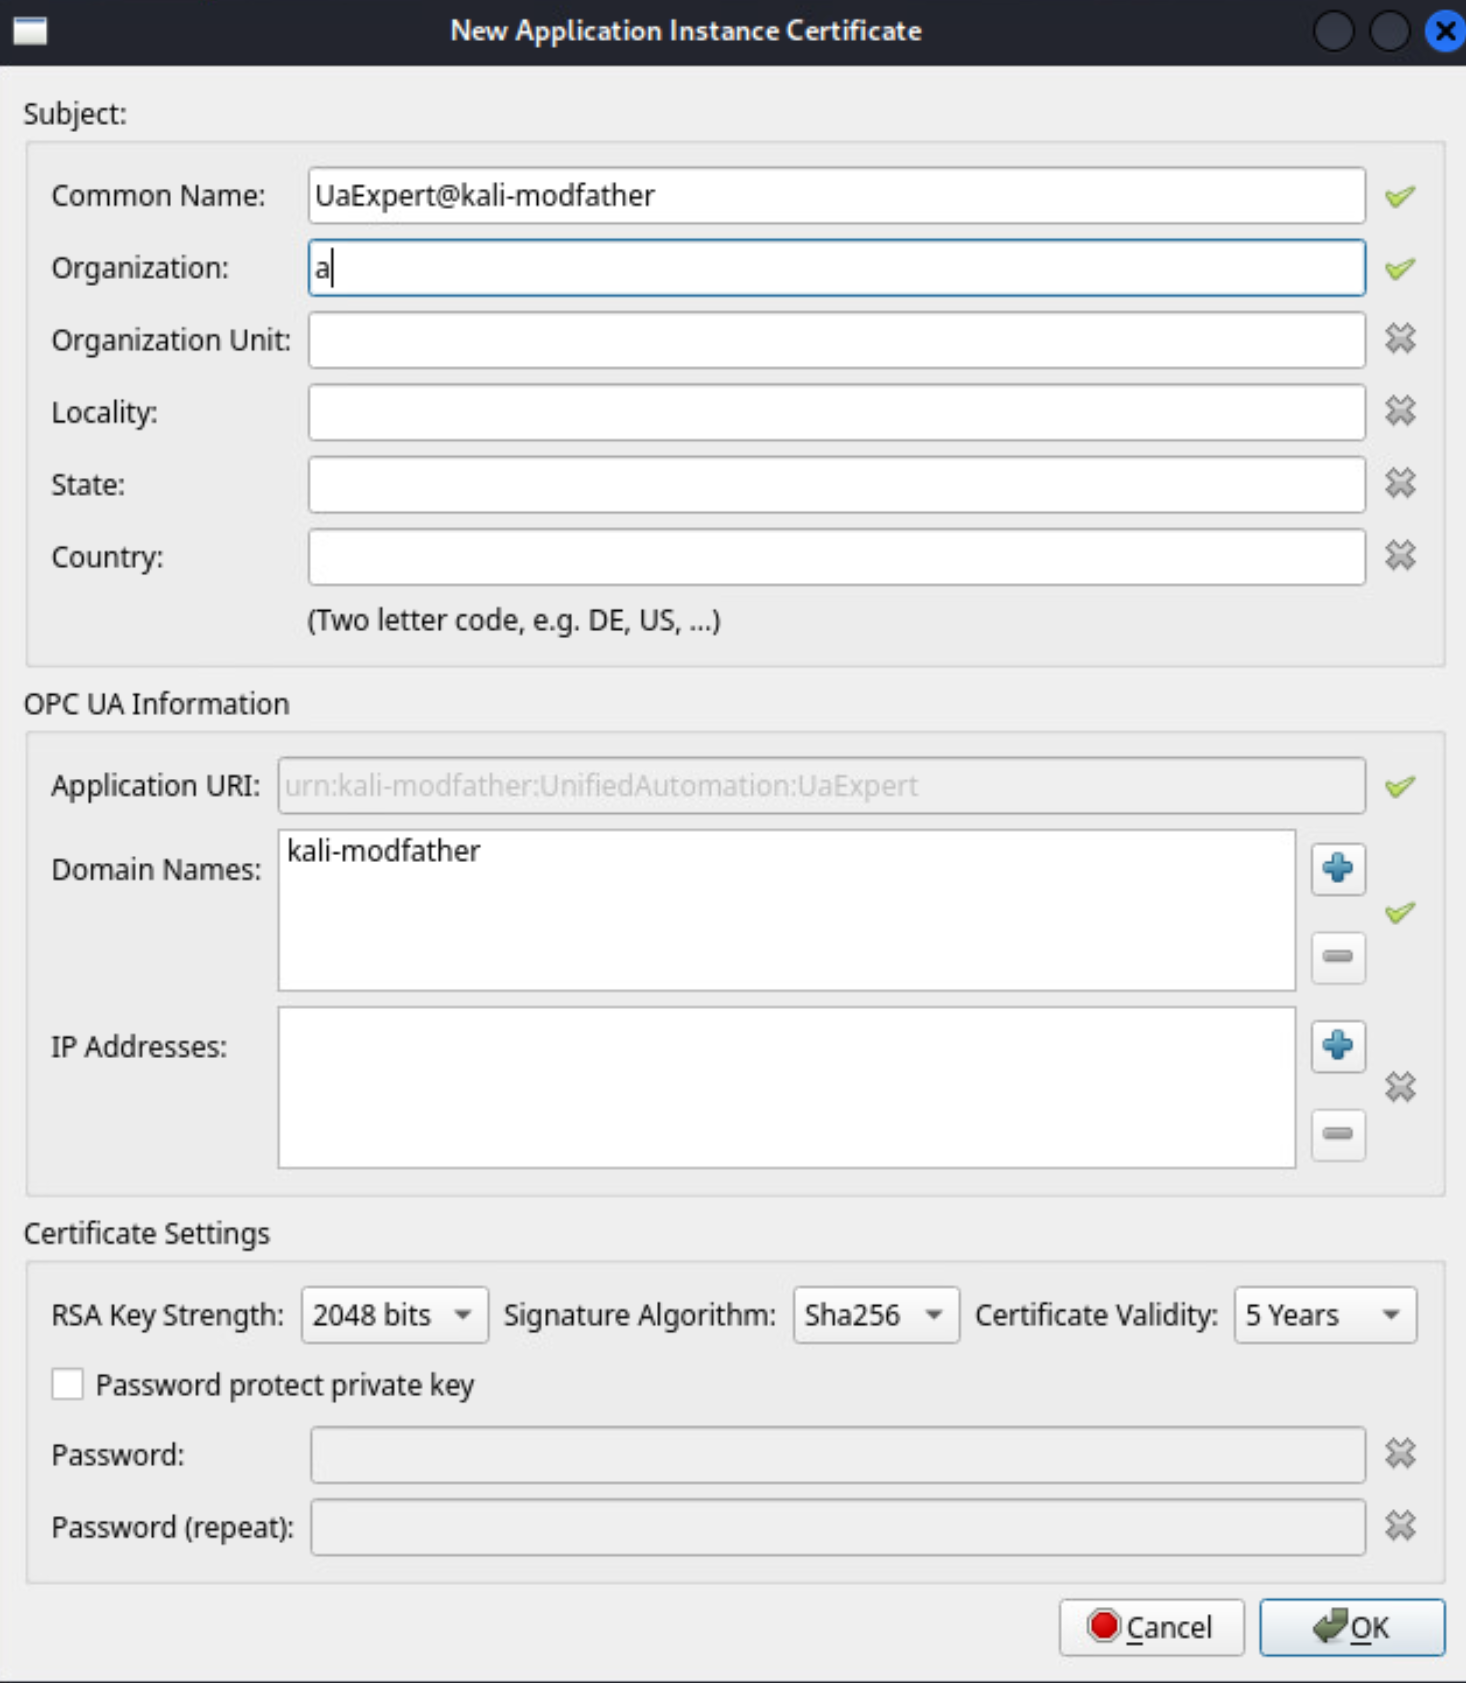 New Application Instance Certificate
Subject:
Common Name: UaExpert@kali-modfather
Organization: a
Organization Unit:
Locality:
State:
Country:
(Two letter code, e.g. DE, US, ...)
OPC UA Information
Application URI: urn:kali-modfather:UnifiedAutomation:UaExpert
Domain Names: kali-modfather
IP Addresses:
Certificate Settings
RSA Key Strength: 2048 bits Signature Algorithm: Sha256 Certificate Validity: 5 Years
Password protect private key
Password:
Password (repeat):
Cancel OK